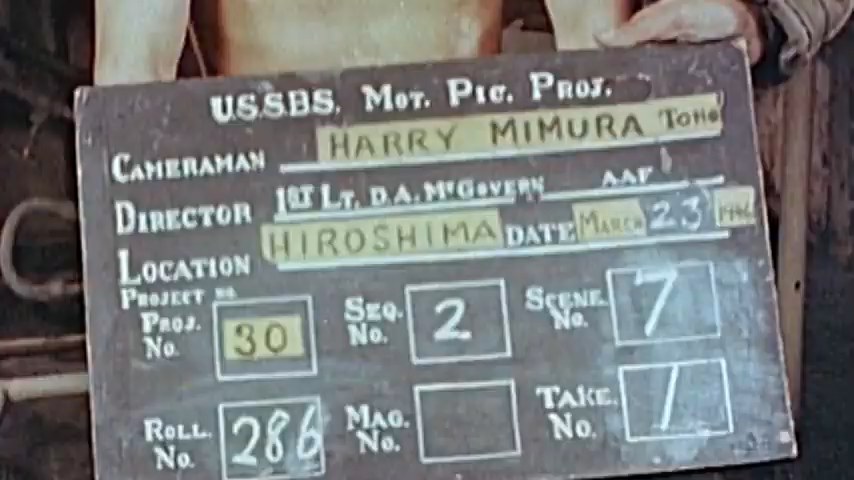 U.S.S.B.S. MOT. PIC. PROJ.
CAMERAMAN HARRY MIMURA TOHO
DIRECTOR 1ST LT. D.A. MCGOVERN AAF
LOCATION HIROSHIMA DATE MARCH 23 1946
PROJECT NO.
PROJ. NO. 30 SEQ. NO. 2 SCENE NO. 7
ROLL NO. 286 MAG. NO. TAKE NO. 1